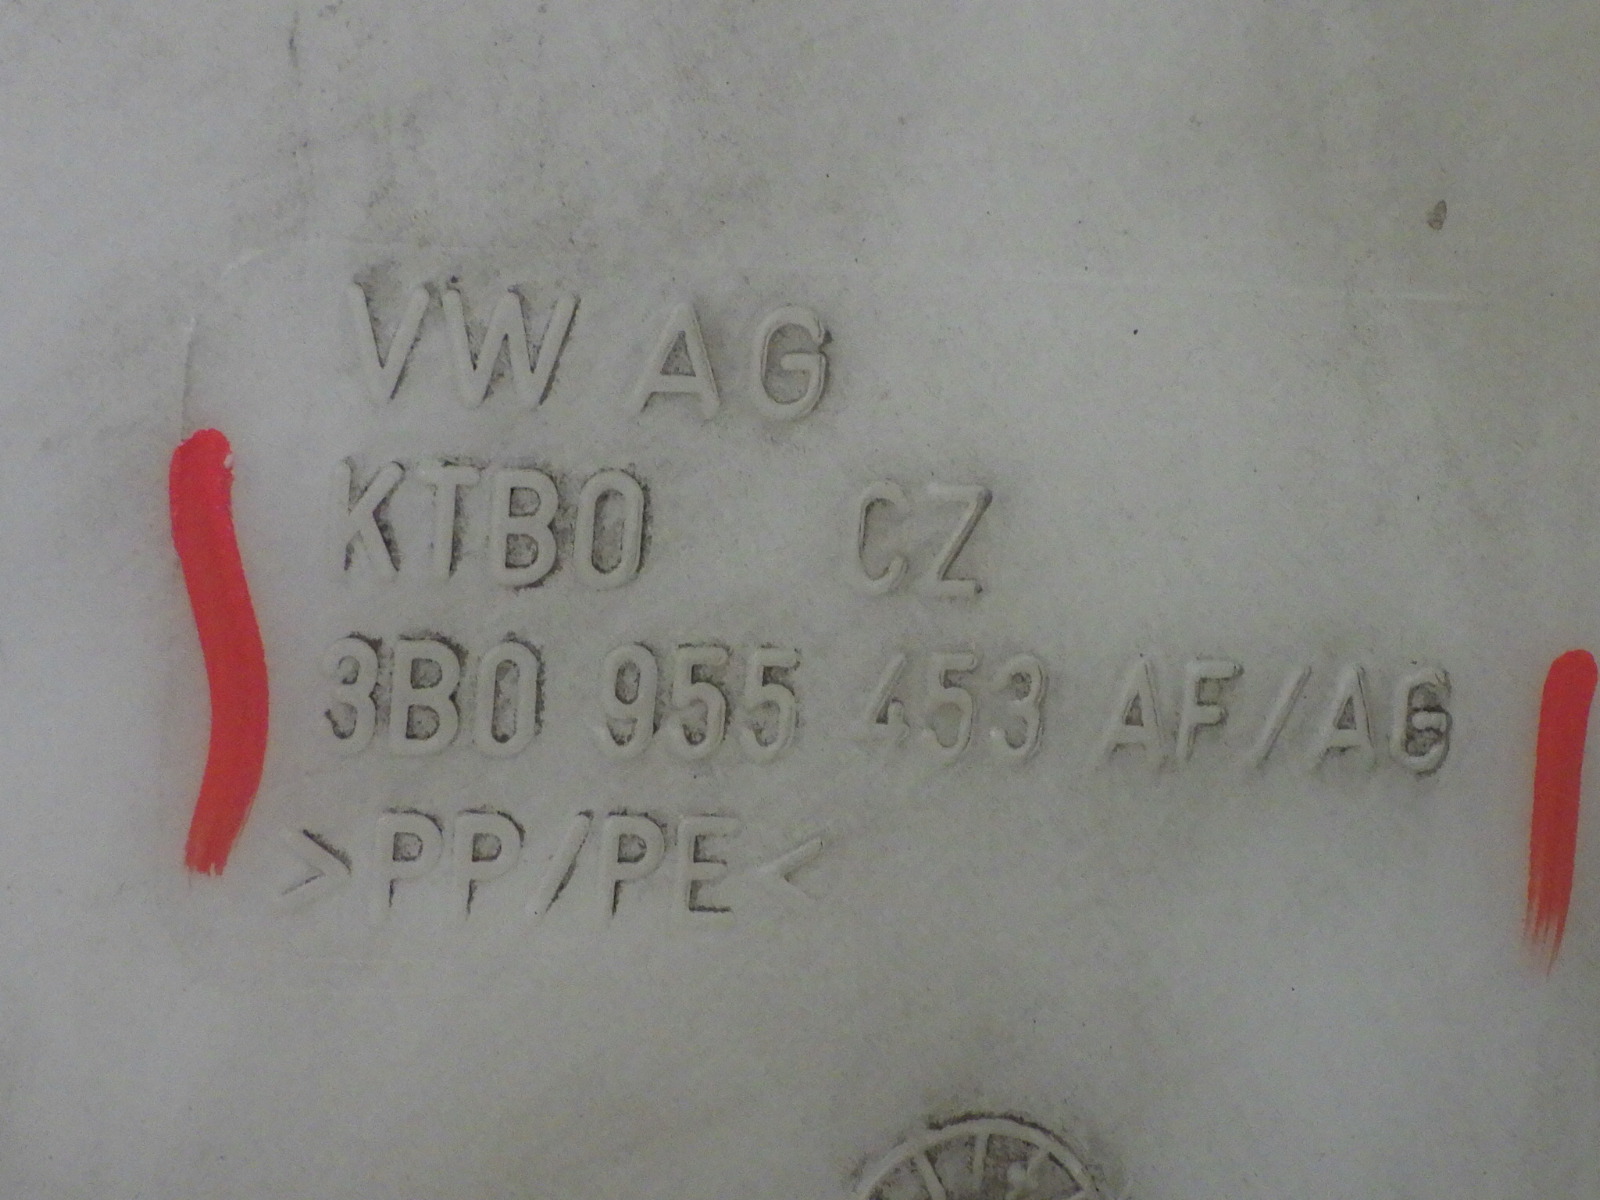 VW AG
KTBO CZ
3B0 955 453 AF/AG
>PP/PE<